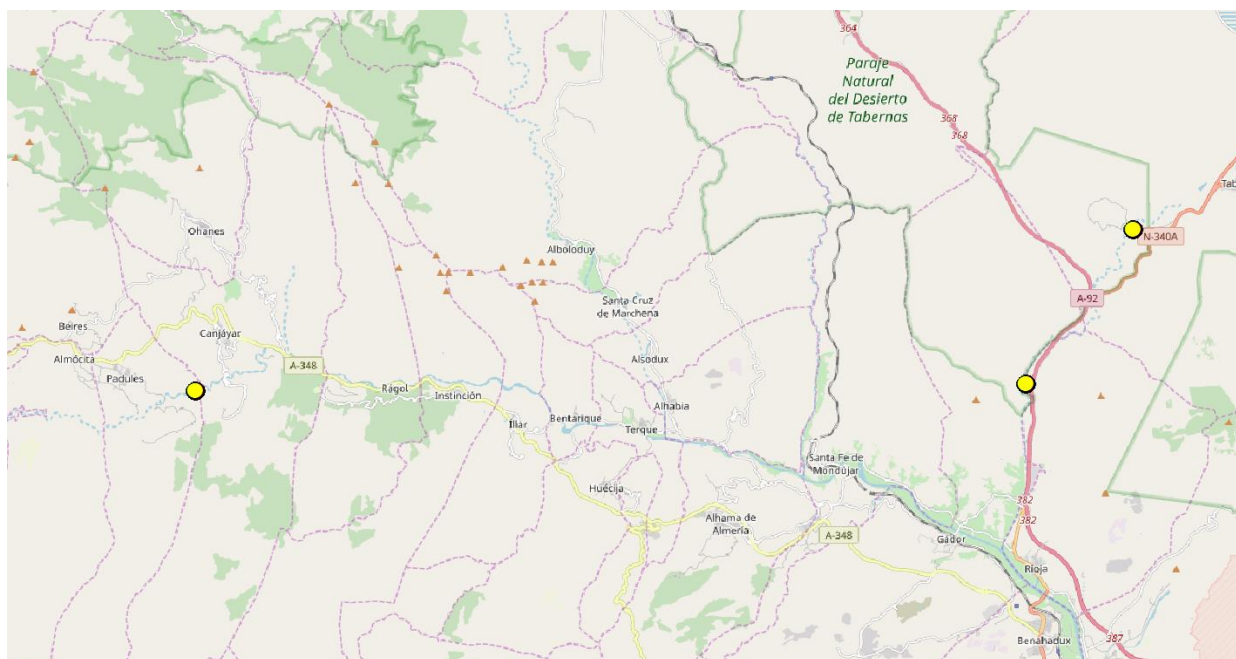 364
Paraje
Natural
del Desierto
de Tabernas
368
368
Tab
Ohanes
N-340A
Alboloduy
A-92
Santa Cruz
de Marchena
Beires
Canjáyar
Almócita
Alsodux
A-348
Padules
Rágol
Instinción
Alhabia
Íllar
Bentarique
Terque
Santa Fe de
Mondújar
Huécija
382
382
Alhama de
Almería
A-348
Gádor
Rioja
Benahadux
387